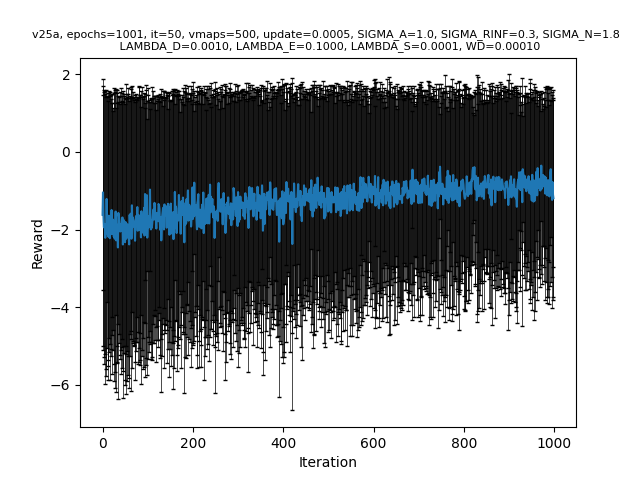 v25a, epochs=1001, it=50, vmaps=500, update=0.0005, SIGMA_A=1.0, SIGMA_RINF=0.3, SIGMA_N=1.8
LAMBDA_D=0.0010, LAMBDA_E=0.1000, LAMBDA_S=0.0001, WD=0.00010
2
0
−2
−4
−6
Reward
0 200 400 600 800 1000
Iteration